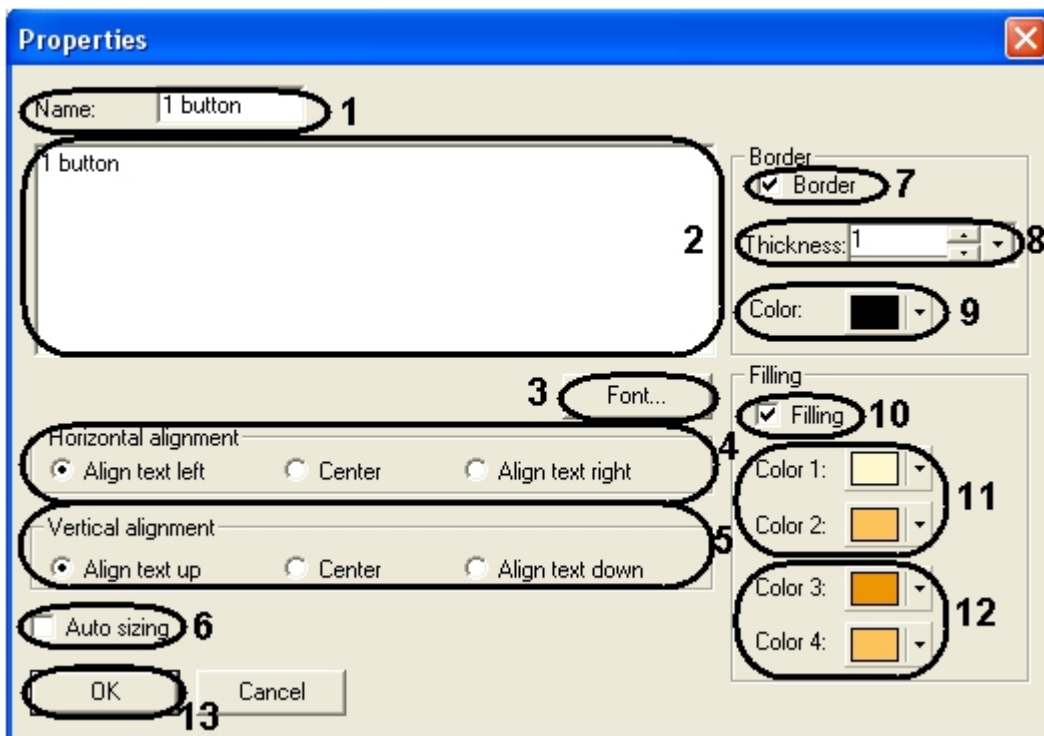 Properties
Name: 1 button 1
1 button
2
3 Font...
Horizontal alignment 4
Align text left Center Align text right
Vertical alignment
Align text up Center Align text down 5
Auto sizing 6
OK Cancel
13
Border
Border 7
Thickness: 1 8
Color: 9
Filling
Filling 10
Color 1:
11
Color 2:
Color 3:
12
Color 4: